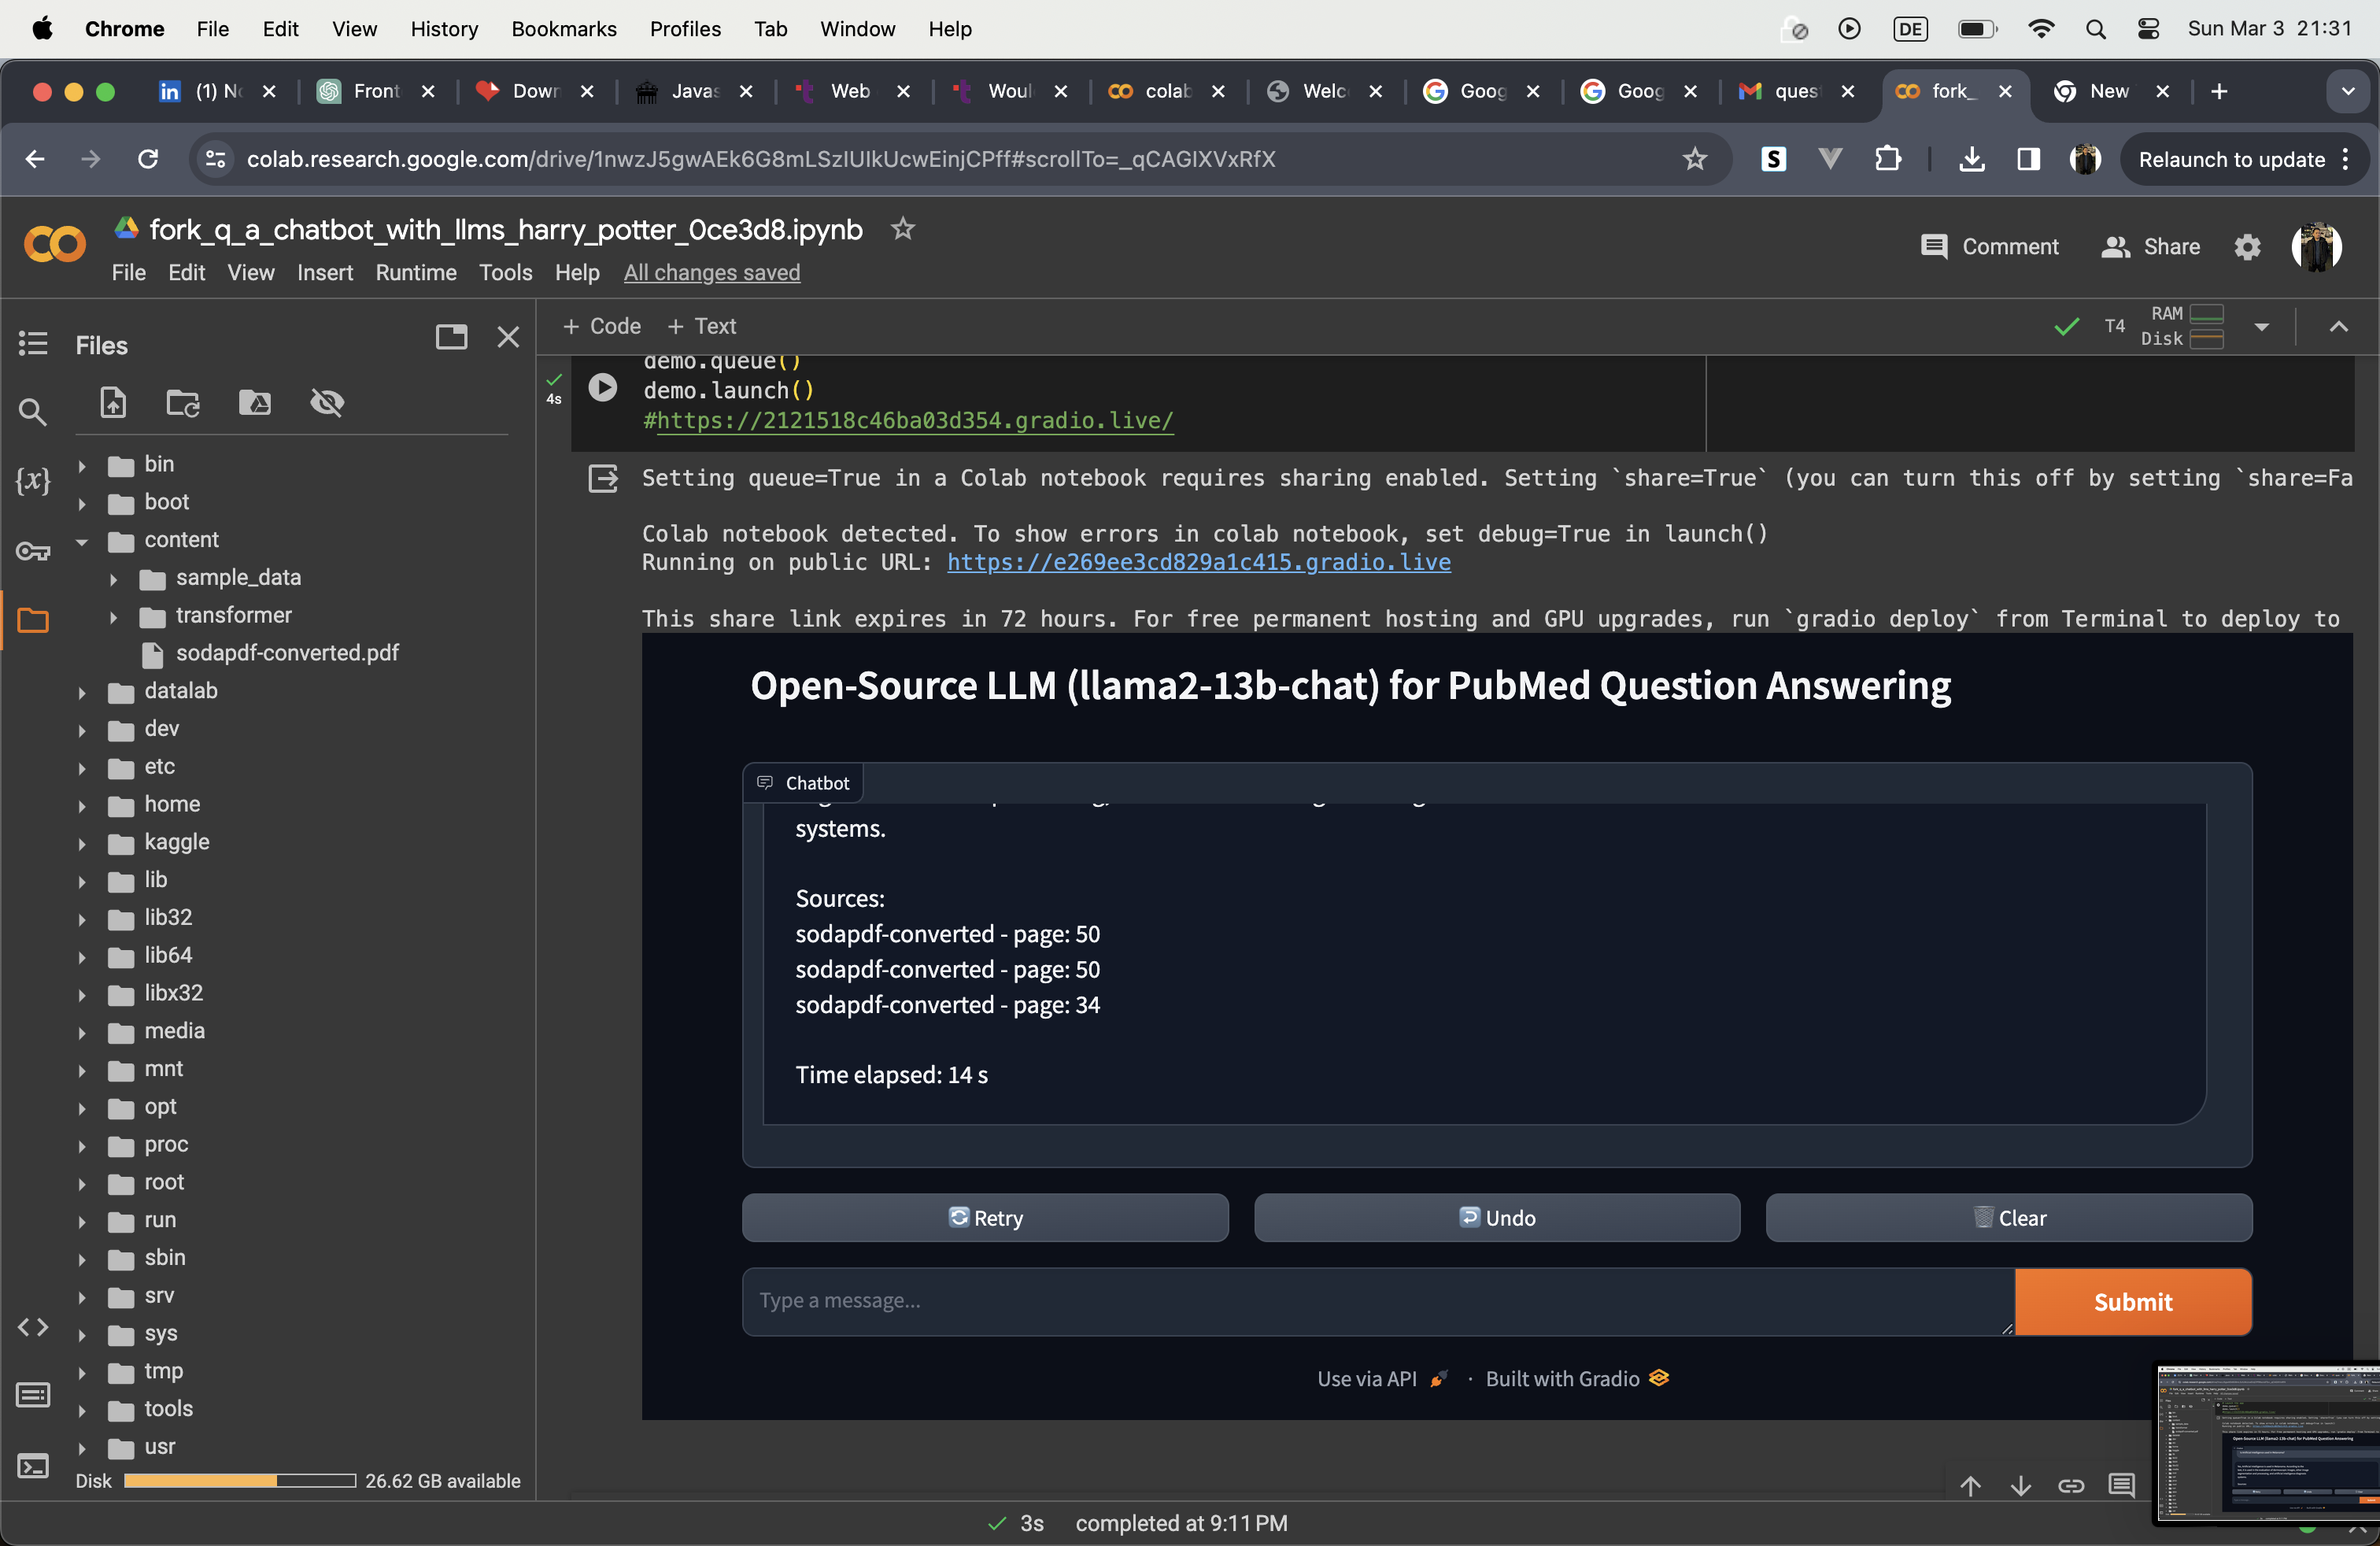 Chrome File Edit View History Bookmarks Profiles Tab Window Help DE Sun Mar 3 21:31
(1) No Front Down Javas Web Woul colab Welc Goog Goog ques fork_ New
colab.research.google.com/drive/1nwzJ5gwAEk6G8mLSzIUIkUcwEinjCPff#scrollTo=_qCAGIXVxRfX Relaunch to update
fork_q_a_chatbot_with_llms_harry_potter_0ce3d8.ipynb
File Edit View Insert Runtime Tools Help All changes saved
Comment Share
Files
+ Code + Text
T4 RAM
Disk
bin
boot
content
sample_data
transformer
sodapdf-converted.pdf
datalab
dev
etc
home
kaggle
lib
lib32
lib64
libx32
media
mnt
opt
proc
root
run
sbin
srv
sys
tmp
tools
usr
Disk 26.62 GB available
4s
demo.queue()
demo.launch()
#https://2121518c46ba03d354.gradio.live/
Setting queue=True in a Colab notebook requires sharing enabled. Setting `share=True` (you can turn this off by setting `share=Fa
Colab notebook detected. To show errors in colab notebook, set debug=True in launch()
Running on public URL: https://e269ee3cd829a1c415.gradio.live
This share link expires in 72 hours. For free permanent hosting and GPU upgrades, run `gradio deploy` from Terminal to deploy to
Open-Source LLM (llama2-13b-chat) for PubMed Question Answering
Chatbot
systems.
Sources:
sodapdf-converted - page: 50
sodapdf-converted - page: 50
sodapdf-converted - page: 34
Time elapsed: 14 s
Retry Undo Clear
Type a message... Submit
Use via API · Built with Gradio
3s completed at 9:11 PM